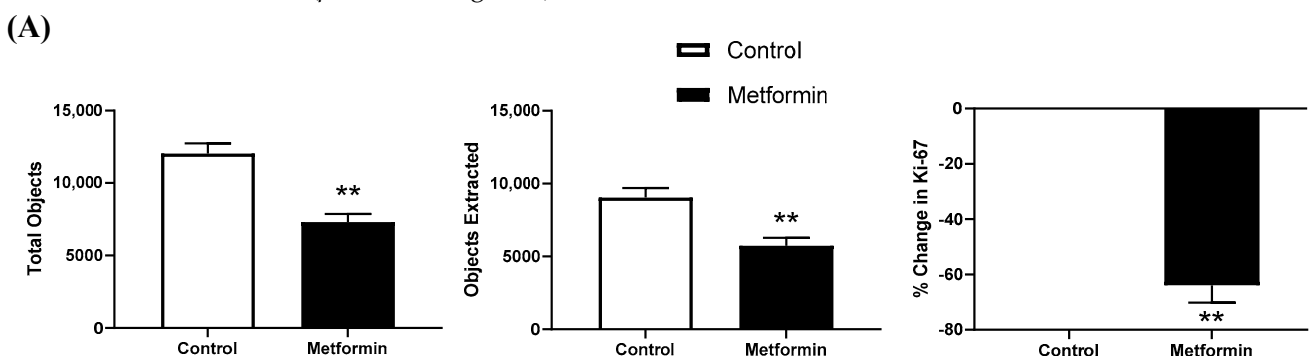 (A)
Control
Metformin
Total Objects
15,000
10,000
5000
0
**
Control
Metformin
Objects Extracted
15,000
10,000
5000
0
**
Control
Metformin
% Change in Ki-67
0
-20
-40
-60
-80
**
Control
Metformin